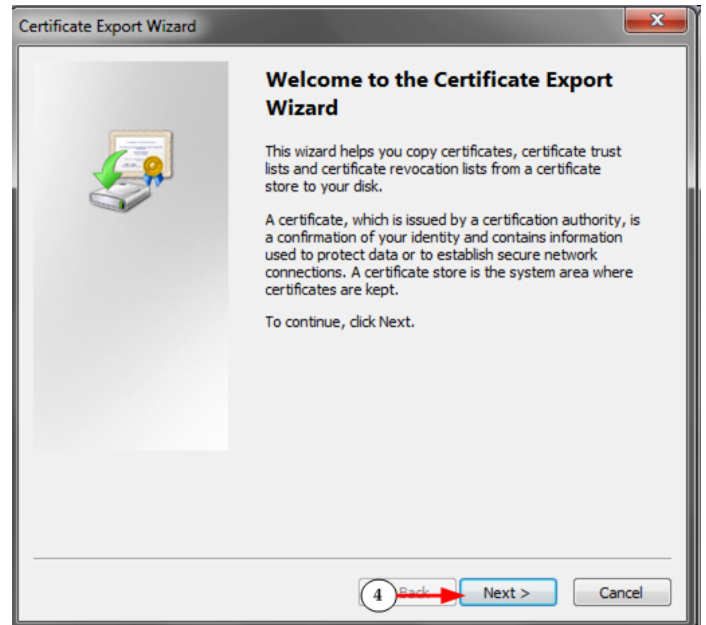 Certificate Export Wizard
Welcome to the Certificate Export
Wizard
This wizard helps you copy certificates, certificate trust
lists and certificate revocation lists from a certificate
store to your disk.
A certificate, which is issued by a certification authority, is
a confirmation of your identity and contains information
used to protect data or to establish secure network
connections. A certificate store is the system area where
certificates are kept.
To continue, click Next.
4 Back Next > Cancel